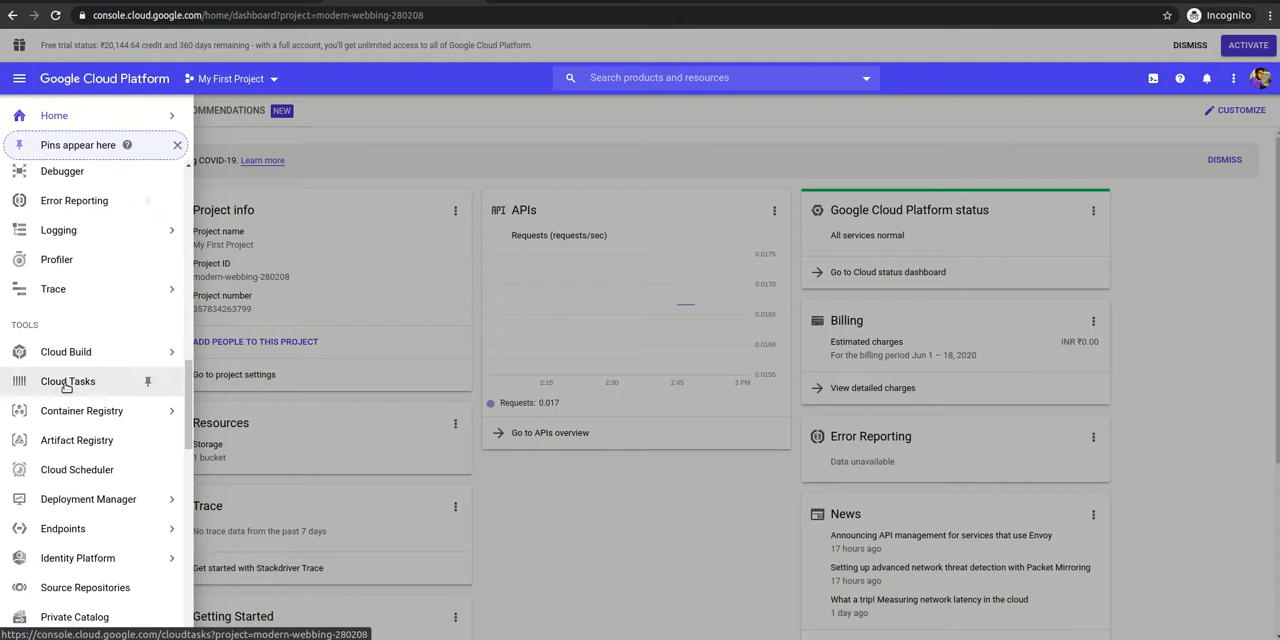 console.cloud.google.com/home/dashboard?project=modern-webbing-280208
Incognito
Free trial status: ₹20,144.64 credit and 360 days remaining - with a full account, you'll get unlimited access to all of Google Cloud Platform.
DISMISS
ACTIVATE
Google Cloud Platform
My First Project
Search products and resources
Home
OMMENDATIONS
NEW
CUSTOMIZE
Pins appear here
g COVID-19. Learn more
DISMISS
Debugger
Error Reporting
Logging
Profiler
Trace
TOOLS
Cloud Build
Cloud Tasks
Container Registry
Artifact Registry
Cloud Scheduler
Deployment Manager
Endpoints
Identity Platform
Source Repositories
Private Catalog
Project info
Project name
My First Project
Project ID
modern-webbing-280208
Project number
357834263799
ADD PEOPLE TO THIS PROJECT
Go to project settings
Resources
Storage
1 bucket
Trace
No trace data from the past 7 days
Get started with Stackdriver Trace
Getting Started
API APIs
Requests (requests/sec)
0.0175
0.0170
0.0165
0.0160
0.0155
2:15 2:30 2:45 3 PM
Requests: 0.017
Go to APIs overview
Google Cloud Platform status
All services normal
Go to Cloud status dashboard
Billing
Estimated charges INR ₹0.00
For the billing period Jun 1 – 18, 2020
View detailed charges
Error Reporting
Data unavailable
News
Announcing API management for services that use Envoy
17 hours ago
Setting up advanced network threat detection with Packet Mirroring
17 hours ago
What a trip! Measuring network latency in the cloud
1 day ago
https://console.cloud.google.com/cloudtasks?project=modern-webbing-280208